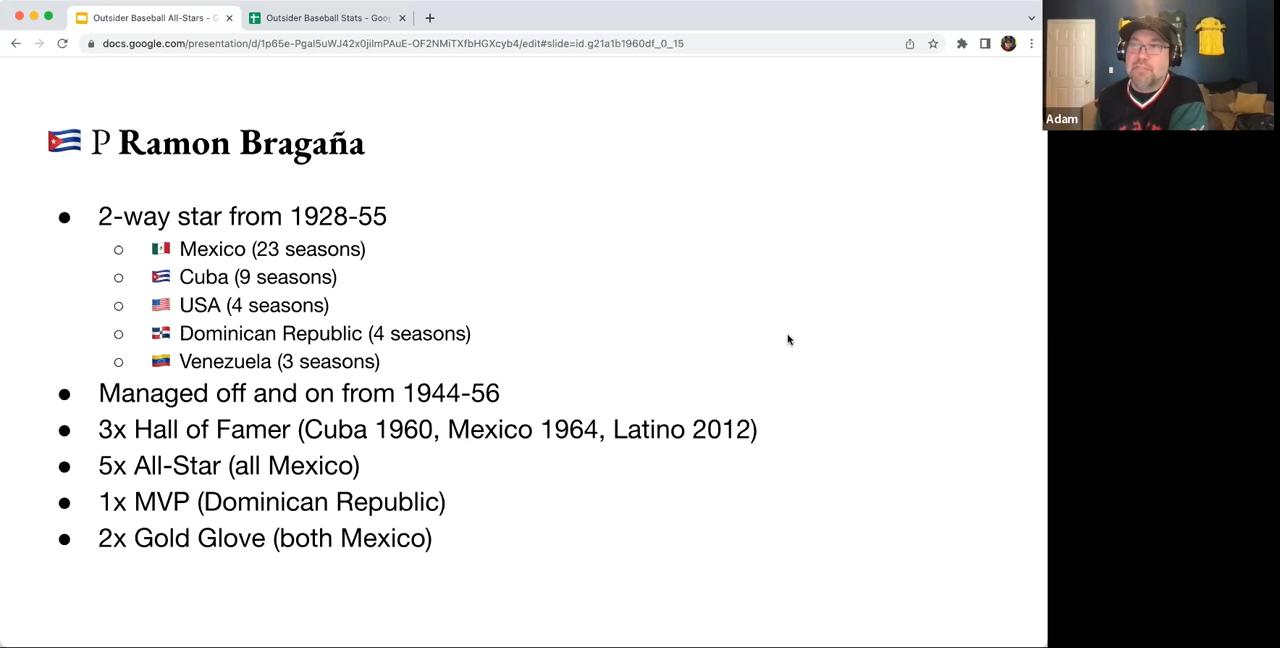 Outsider Baseball All-Stars - G
Outsider Baseball Stats - Goog
docs.google.com/presentation/d/1p65e-Pgal5uWJ42x0jilmPAuE-OF2NMiTXfbHGXcyb4/edit#slide=id.g21a1b1960df_0_15
Adam
P Ramon Bragaña
● 2-way star from 1928-55
○ Mexico (23 seasons)
○ Cuba (9 seasons)
○ USA (4 seasons)
○ Dominican Republic (4 seasons)
○ Venezuela (3 seasons)
● Managed off and on from 1944-56
● 3x Hall of Famer (Cuba 1960, Mexico 1964, Latino 2012)
● 5x All-Star (all Mexico)
● 1x MVP (Dominican Republic)
● 2x Gold Glove (both Mexico)